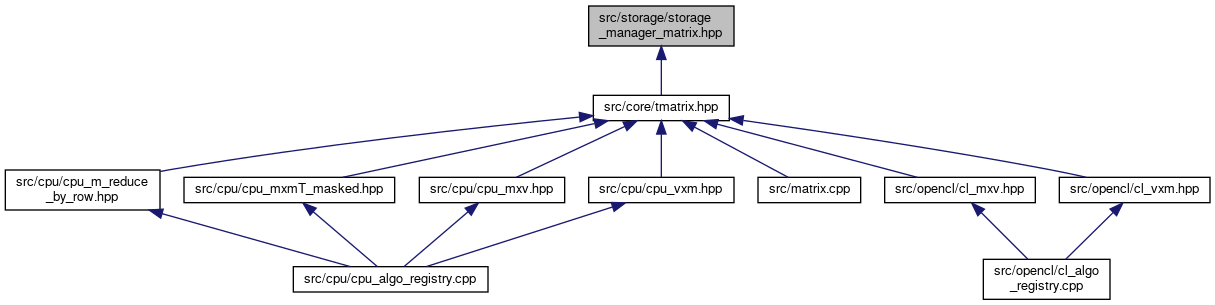 src/storage/storage
_manager_matrix.hpp
src/core/tmatrix.hpp
src/cpu/cpu_m_reduce
_by_row.hpp
src/cpu/cpu_mxmT_masked.hpp
src/cpu/cpu_mxv.hpp
src/cpu/cpu_vxm.hpp
src/matrix.cpp
src/opencl/cl_mxv.hpp
src/opencl/cl_vxm.hpp
src/cpu/cpu_algo_registry.cpp
src/opencl/cl_algo
_registry.cpp